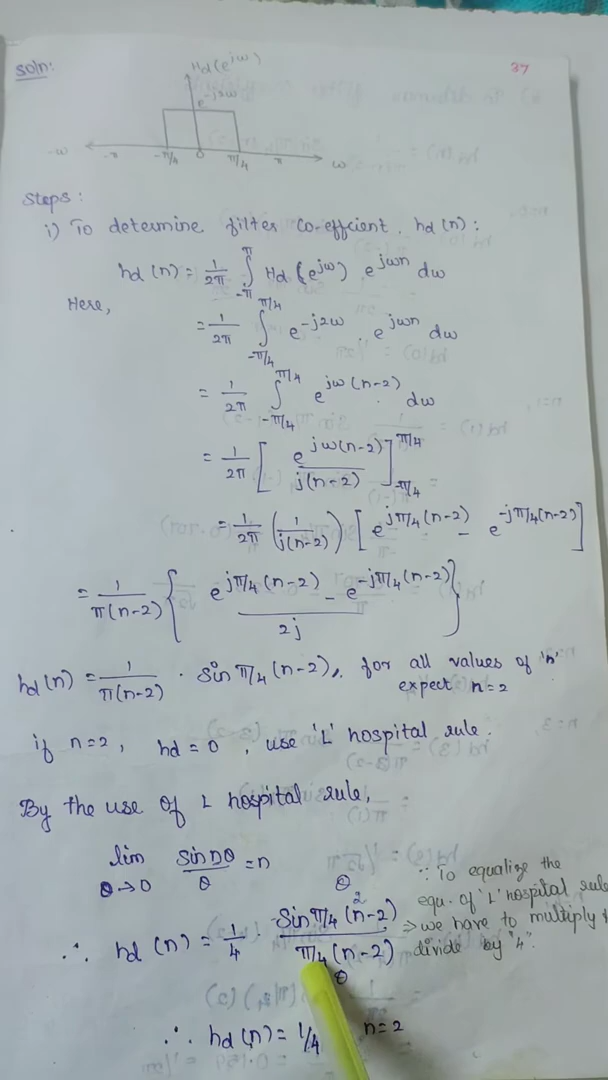 soln:
37
Hd(e^jω)
e^-j2ω
-ω -π -π/4 0 π/4 π ω
Steps:
i) To determine filter co-effcient. hd(n):
hd(n) = 1/2π ∫_-π^π Hd(e^jω) e^jωn dω
Here,
= 1/2π ∫_-π/4^π/4 e^-j2ω . e^jωn dω
= 1/2π ∫_-π/4^π/4 e^jω(n-2) dω
= 1/2π [e^jω(n-2) / j(n-2)]_-π/4^π/4
= 1/2π (1/j(n-2)) [e^jπ/4(n-2) - e^-jπ/4(n-2)]
= 1/π(n-2) {e^jπ/4(n-2) - e^-jπ/4(n-2) / 2j}
hd(n) = 1/π(n-2) . sin π/4 (n-2), for all values of 'n'
expect n=2
if n=2, hd=0, use 'L' hospital rule.
By the use of L hospital rule,
lim θ→0 sin nθ/θ = n
∵ To equalize the
equ. of 'L' hospital rule
⇒ we have to multiply &
divide by "4".
θ
2
∴ hd(n) = 1/4 . sin π/4 (n-2) / π/4 (n-2)
θ
∴ hd(n) = 1/4 n=2